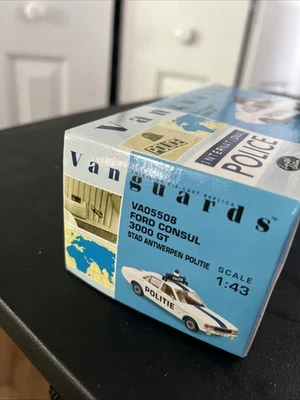 Vanguards
INTERNATIONAL
POLICE
Vanguards
VA05508
FORD CONSUL
3000 GT
STAD ANTWERPEN POLITIE
SCALE
1:43
POLITIE